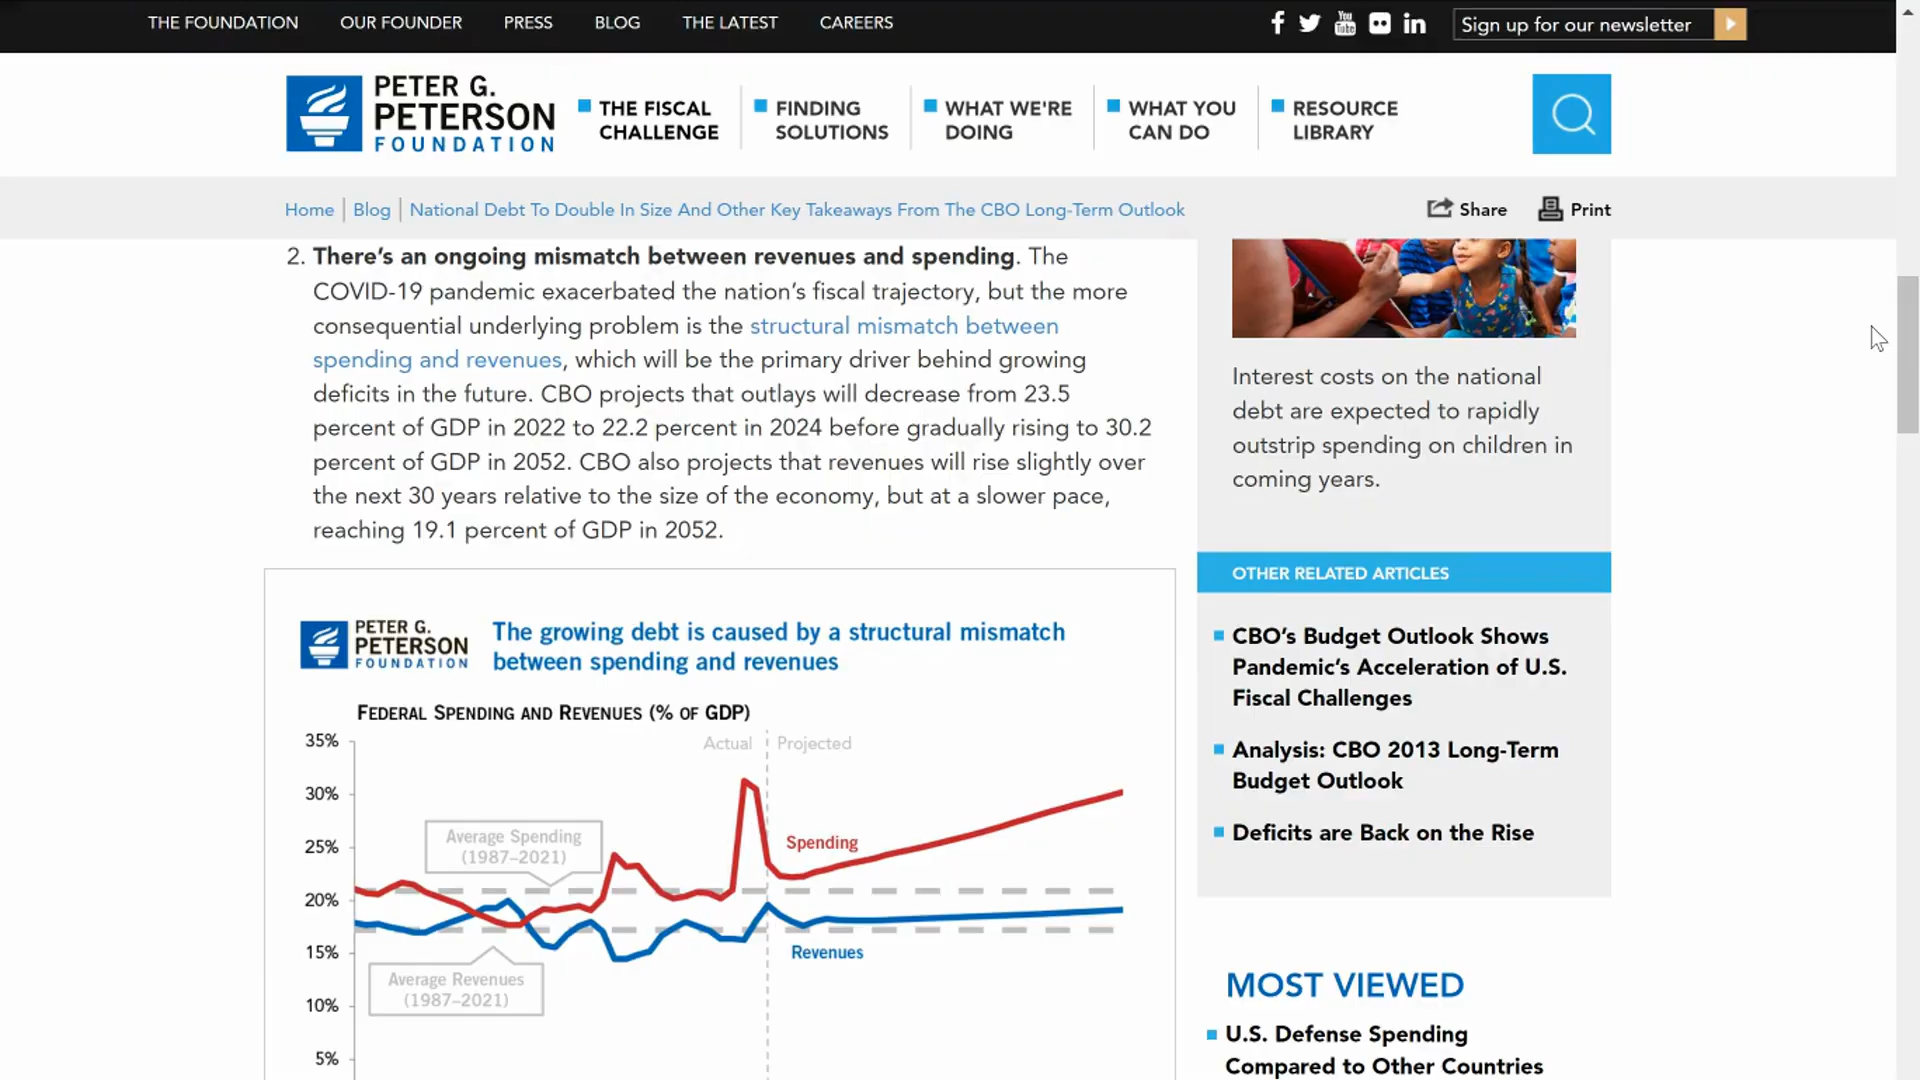 THE FOUNDATION OUR FOUNDER PRESS BLOG THE LATEST CAREERS
You Tube
Sign up for our newsletter
PETER G.
PETERSON
FOUNDATION
THE FISCAL
CHALLENGE
FINDING
SOLUTIONS
WHAT WE'RE
DOING
WHAT YOU
CAN DO
RESOURCE
LIBRARY
Home | Blog | National Debt To Double In Size And Other Key Takeaways From The CBO Long-Term Outlook
Share Print
2. There's an ongoing mismatch between revenues and spending. The
COVID-19 pandemic exacerbated the nation's fiscal trajectory, but the more
consequential underlying problem is the structural mismatch between
spending and revenues, which will be the primary driver behind growing
deficits in the future. CBO projects that outlays will decrease from 23.5
percent of GDP in 2022 to 22.2 percent in 2024 before gradually rising to 30.2
percent of GDP in 2052. CBO also projects that revenues will rise slightly over
the next 30 years relative to the size of the economy, but at a slower pace,
reaching 19.1 percent of GDP in 2052.
PETER G.
PETERSON
FOUNDATION
The growing debt is caused by a structural mismatch
between spending and revenues
FEDERAL SPENDING AND REVENUES (% OF GDP)
35%
Actual Projected
30%
Average Spending
(1987–2021)
Spending
25%
20%
15%
Revenues
Average Revenues
(1987–2021)
10%
5%
Interest costs on the national
debt are expected to rapidly
outstrip spending on children in
coming years.
OTHER RELATED ARTICLES
CBO's Budget Outlook Shows
Pandemic's Acceleration of U.S.
Fiscal Challenges
Analysis: CBO 2013 Long-Term
Budget Outlook
Deficits are Back on the Rise
MOST VIEWED
U.S. Defense Spending
Compared to Other Countries